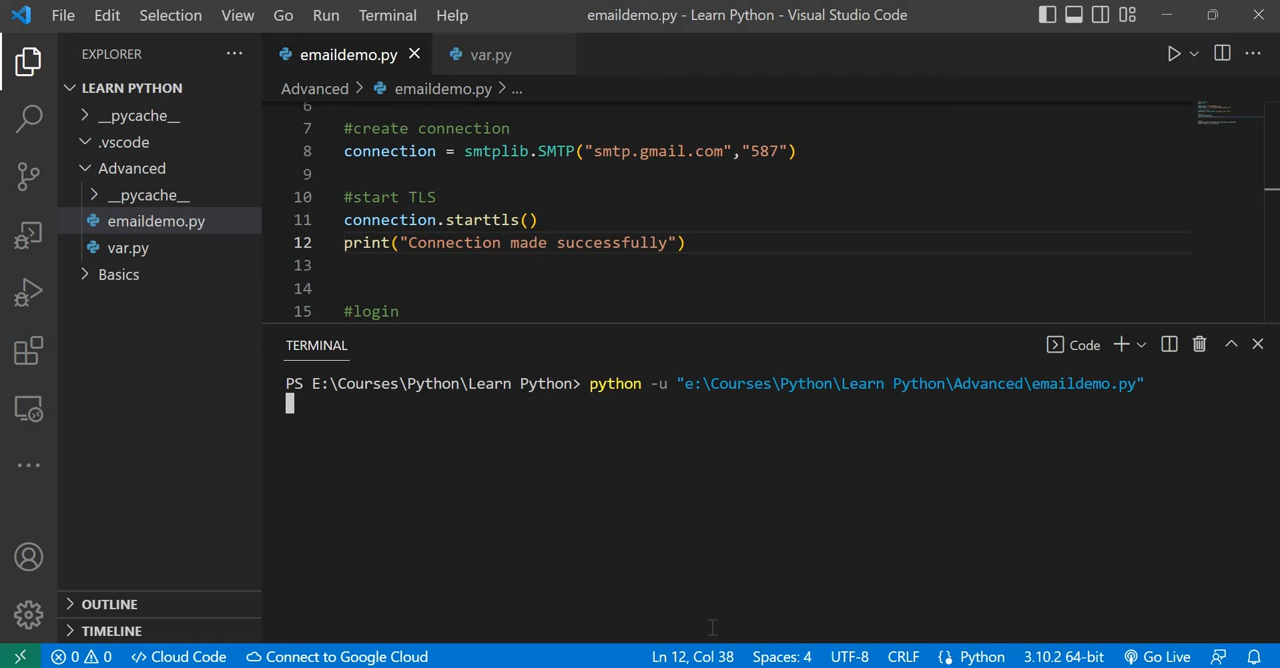 File Edit Selection View Go Run Terminal Help emaildemo.py - Learn Python - Visual Studio Code
EXPLORER
LEARN PYTHON
__pycache__
.vscode
Advanced
__pycache__
emaildemo.py
var.py
Basics
OUTLINE
TIMELINE
emaildemo.py var.py
Advanced > emaildemo.py > ...
6
7 #create connection
8 connection = smtplib.SMTP("smtp.gmail.com","587")
9
10 #start TLS
11 connection.starttls()
12 print("Connection made successfully")
13
14
15 #login
TERMINAL Code
PS E:\Courses\Python\Learn Python> python -u "e:\Courses\Python\Learn Python\Advanced\emaildemo.py"
0 0 Cloud Code Connect to Google Cloud Ln 12, Col 38 Spaces: 4 UTF-8 CRLF Python 3.10.2 64-bit Go Live